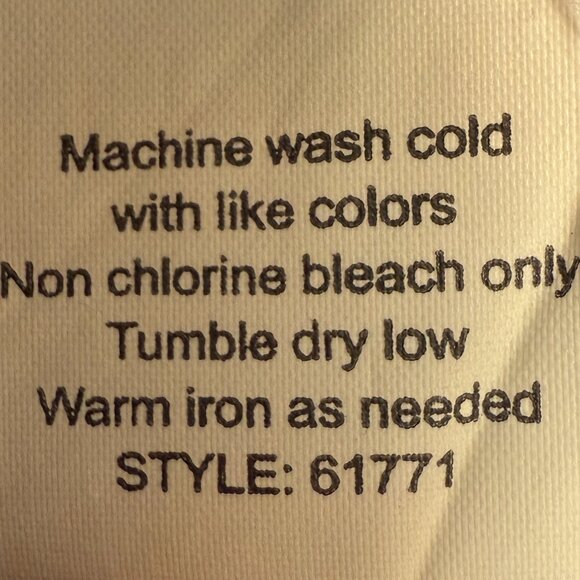 Machine wash cold
with like colors
Non chlorine bleach only
Tumble dry low
Warm iron as needed
STYLE: 61771